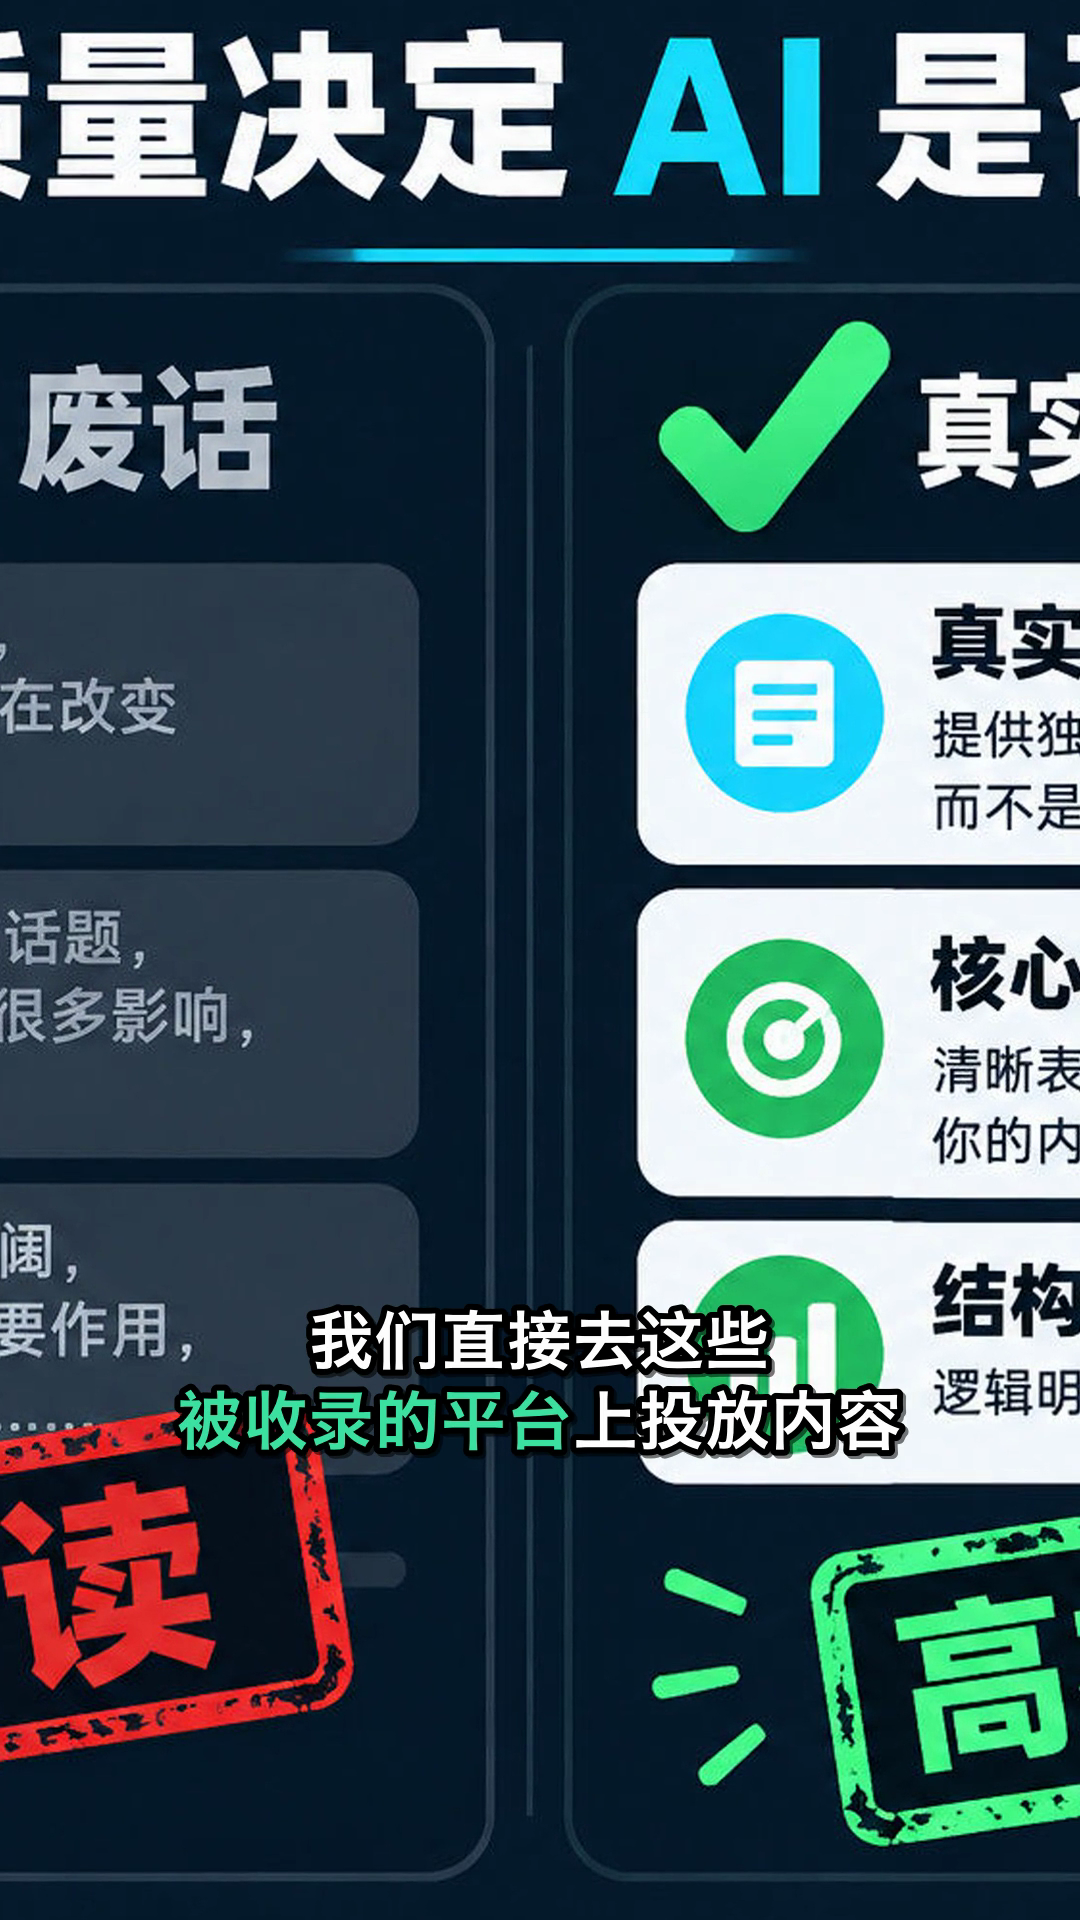 质量决定 AI 是否
废话
，
在改变
话题，
很多影响，
阔，
要作用，
读
真实
真实
提供独
而不是
核心
清晰表
你的内
结构
逻辑明
高
我们直接去这些
被收录的平台上投放内容